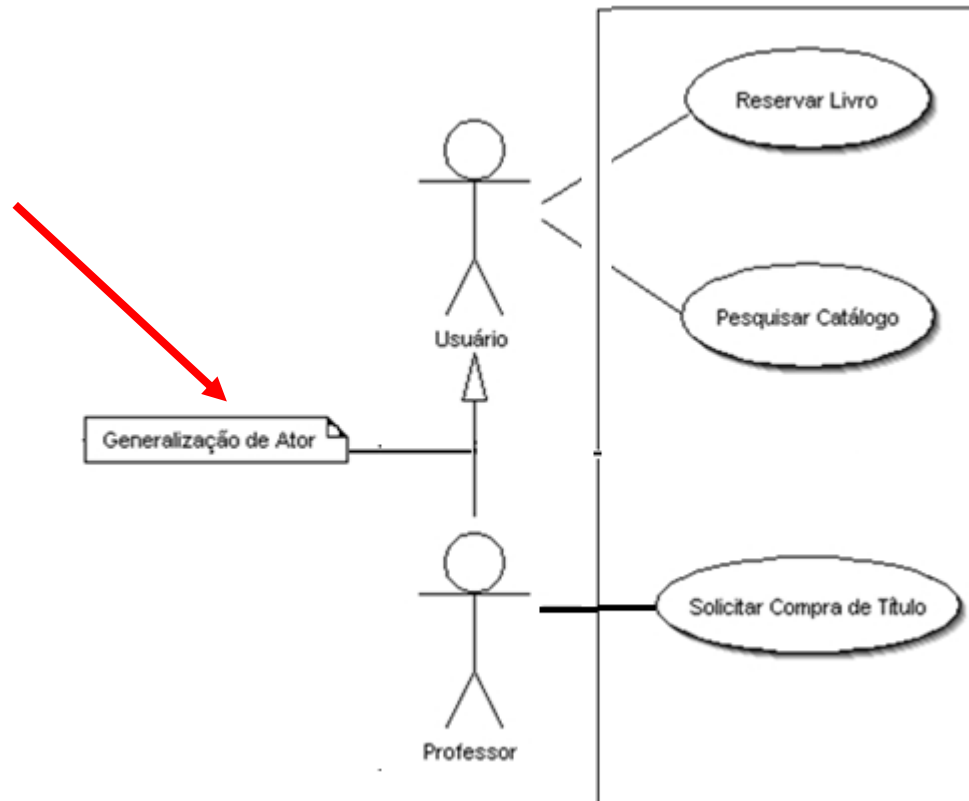 Reservar Livro
Pesquisar Catálogo
Usuário
Generalização de Ator
Solicitar Compra de Título
Professor